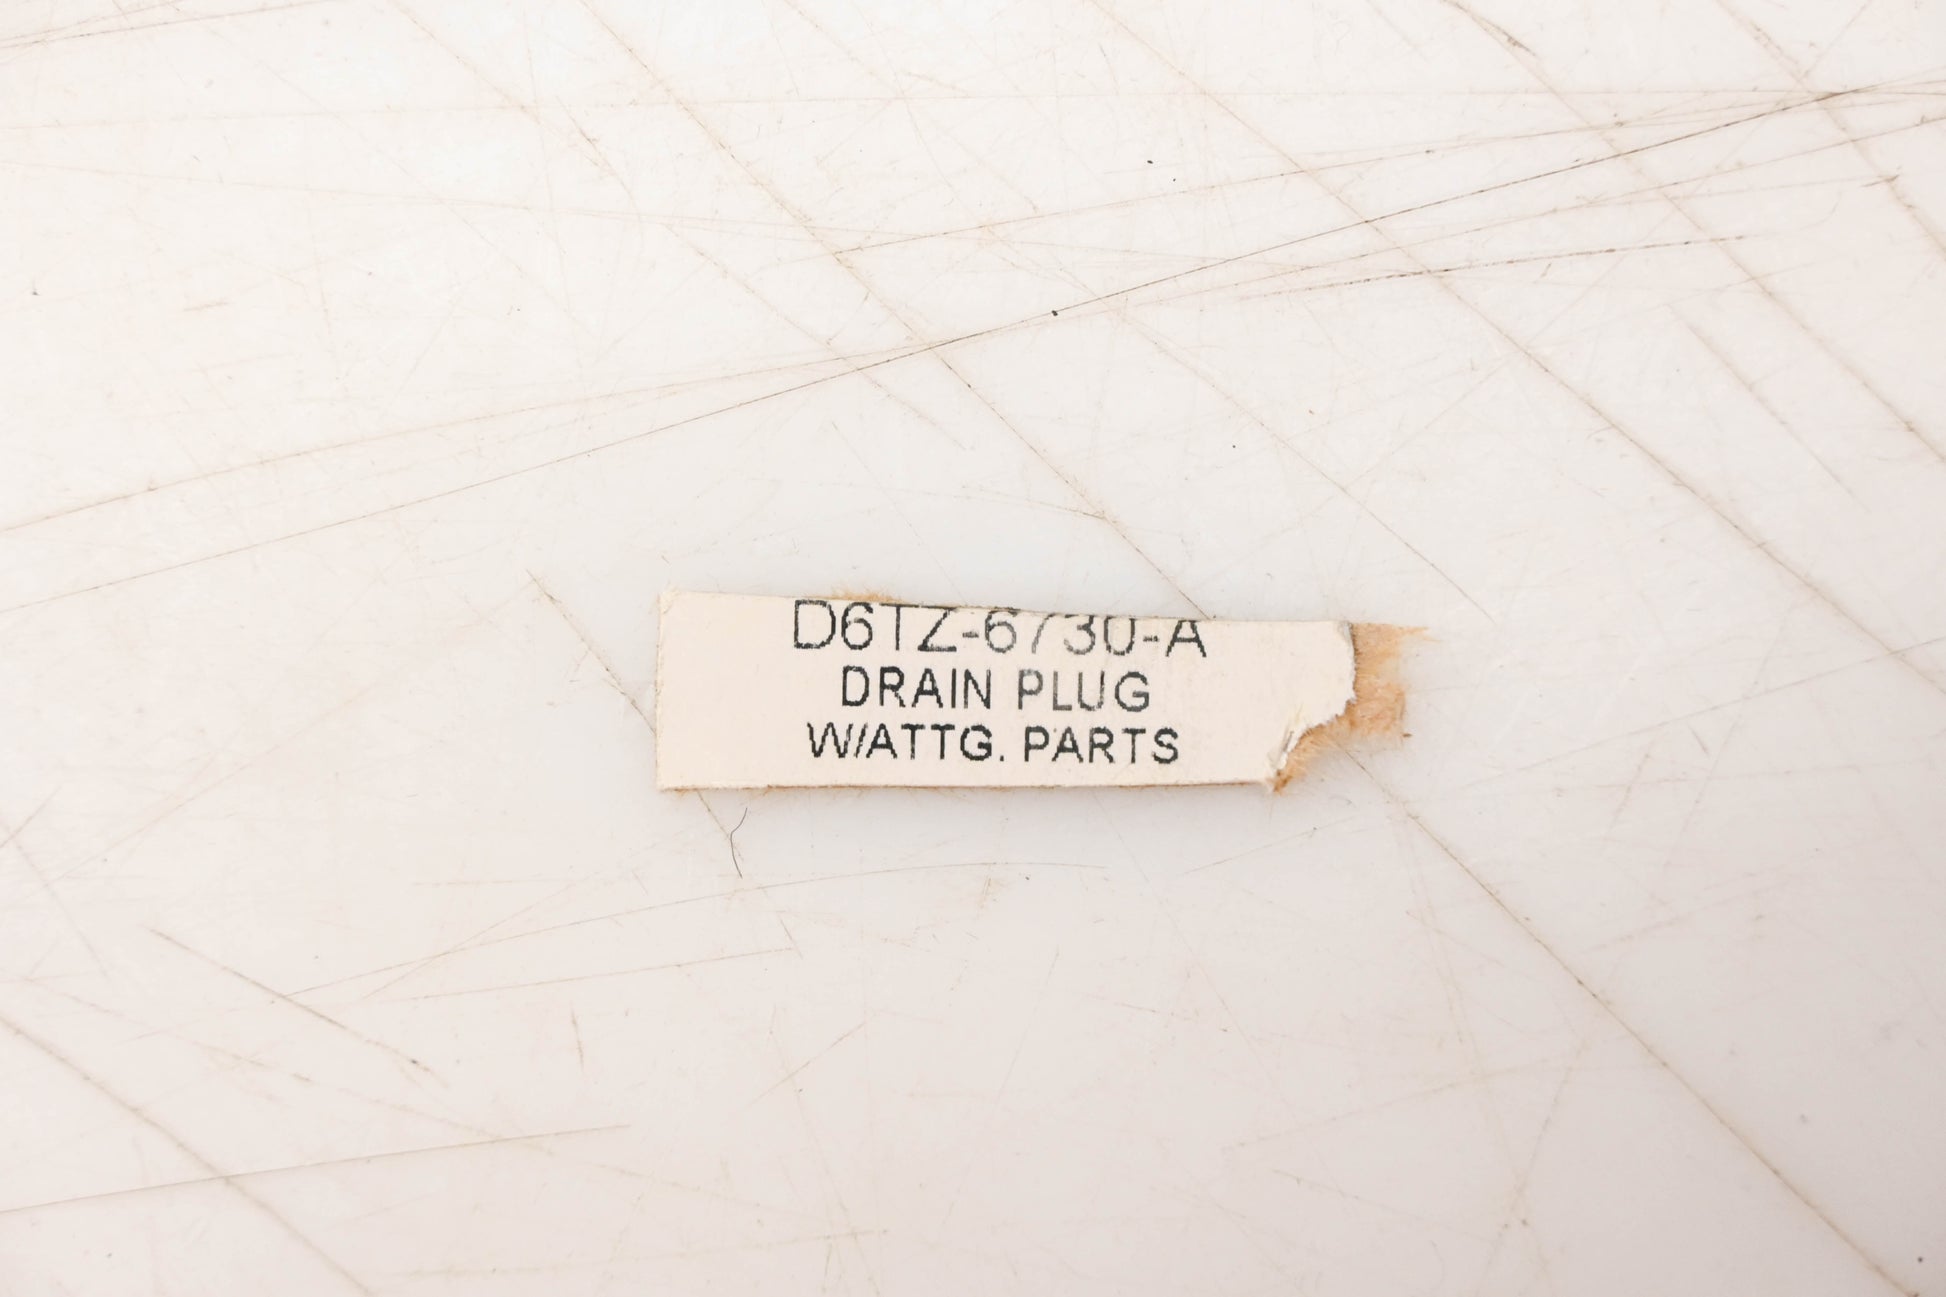 D6TZ-6730-A
DRAIN PLUG
W/ATTG. PARTS